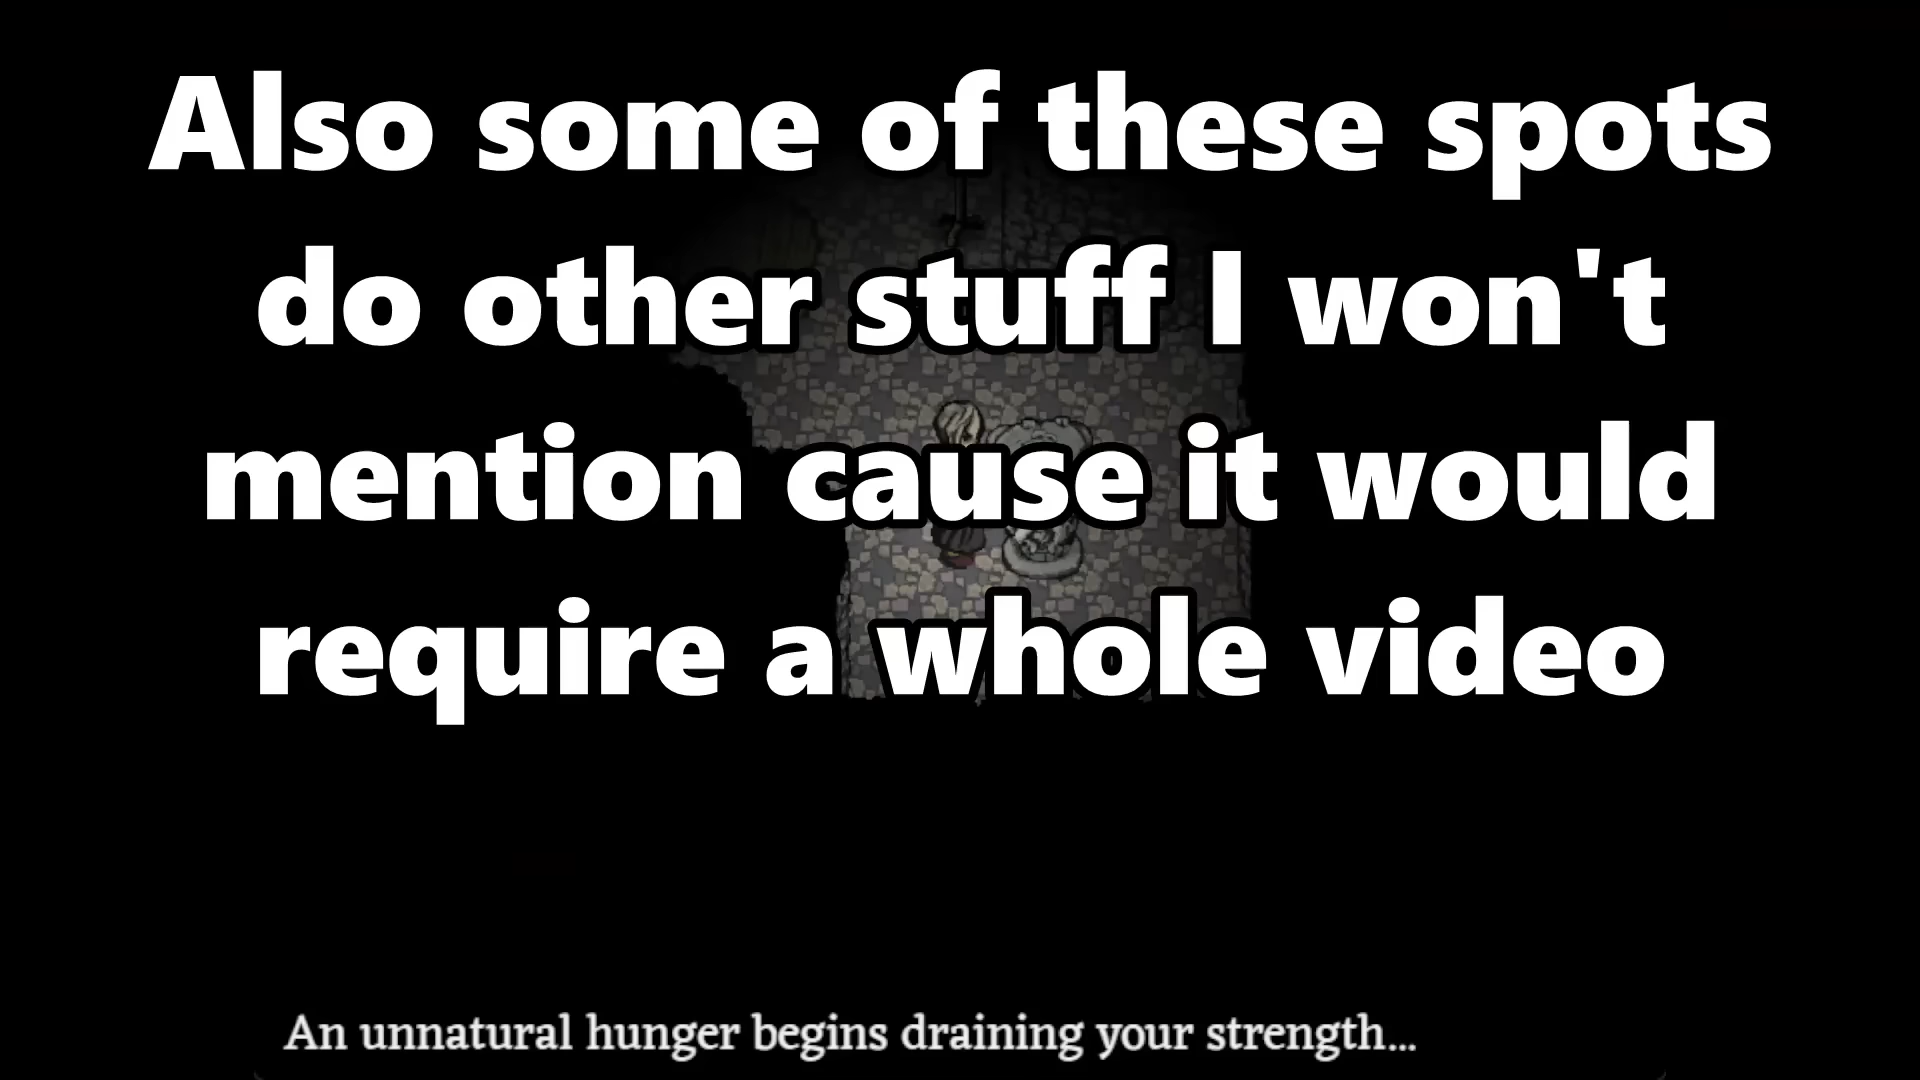 Also some of these spots
do other stuff I won't
mention cause it would
require a whole video
An unnatural hunger begins draining your strength...